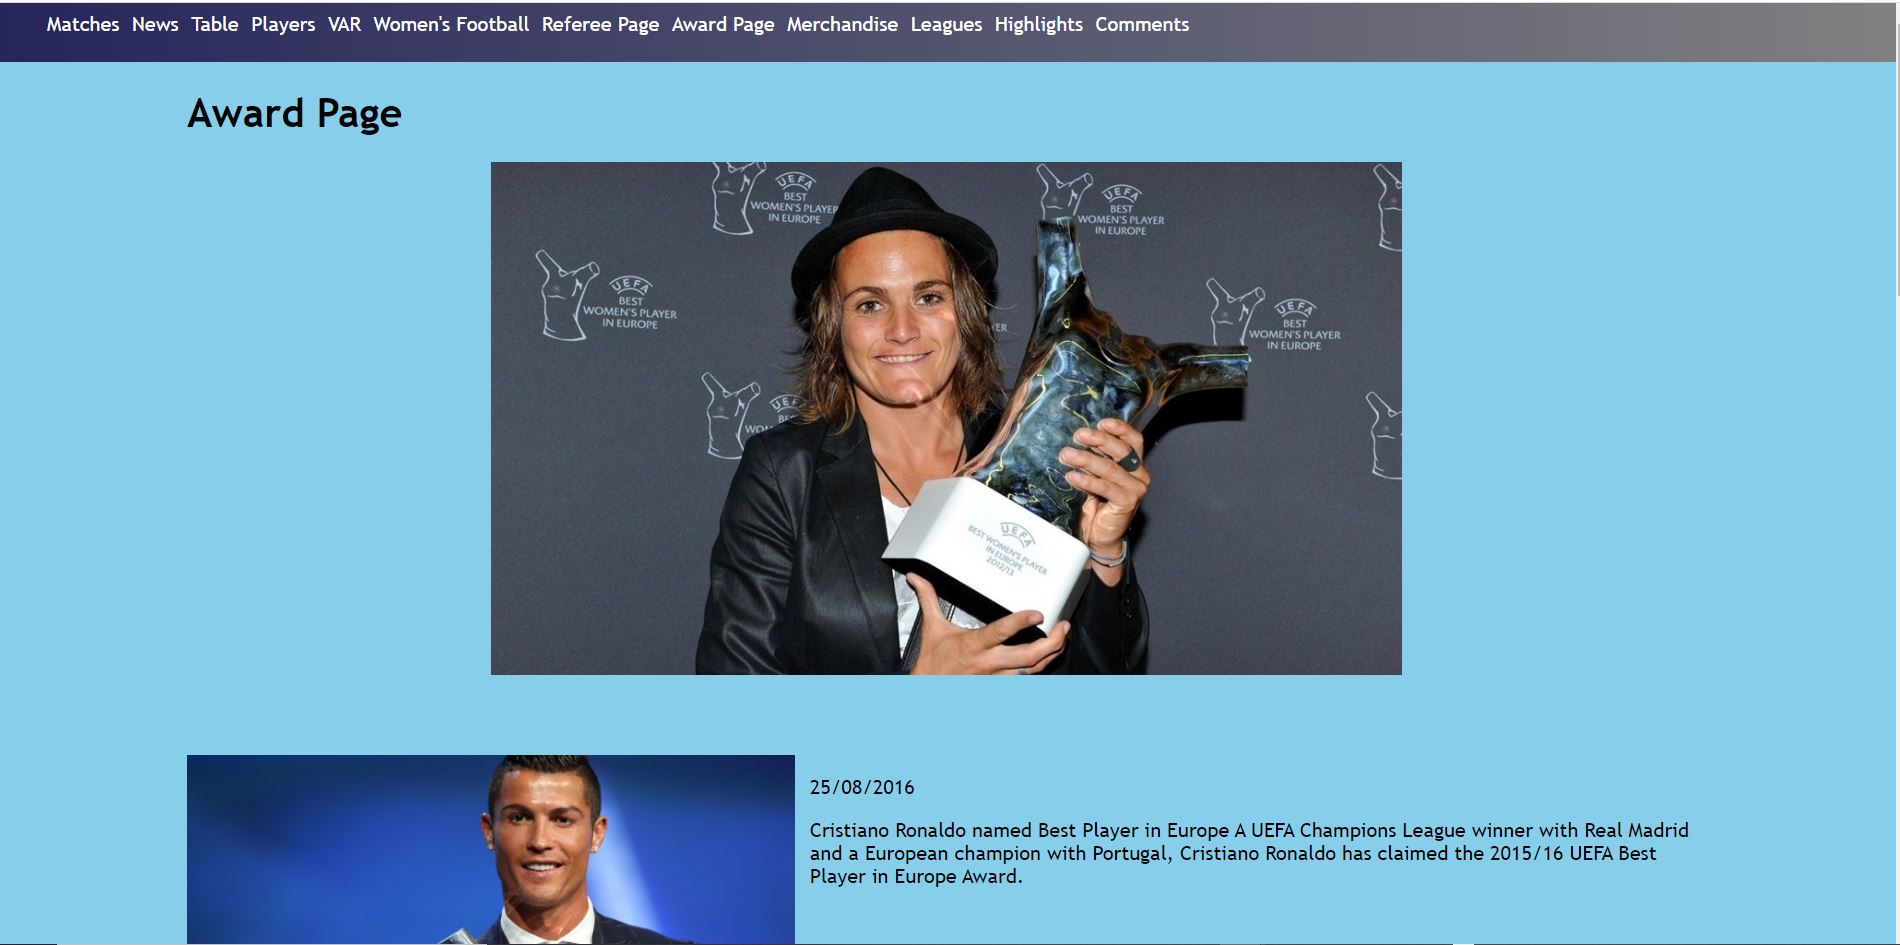 Matches News Table Players VAR Women's Football Referee Page Award Page Merchandise Leagues Highlights Comments
Award Page
UEFA
BEST
WOMEN'S PLAYER
IN EUROPE
UEFA
BEST
WOMEN'S PLAYER
IN EUROPE
UEFA
BEST
WOMEN'S PLAYER
IN EUROPE
UEFA
BEST
WOMEN'S PLAYER
IN EUROPE
UEFA
BEST WOMEN'S PLAYER
IN EUROPE
2012/13
25/08/2016
Cristiano Ronaldo named Best Player in Europe A UEFA Champions League winner with Real Madrid
and a European champion with Portugal, Cristiano Ronaldo has claimed the 2015/16 UEFA Best
Player in Europe Award.